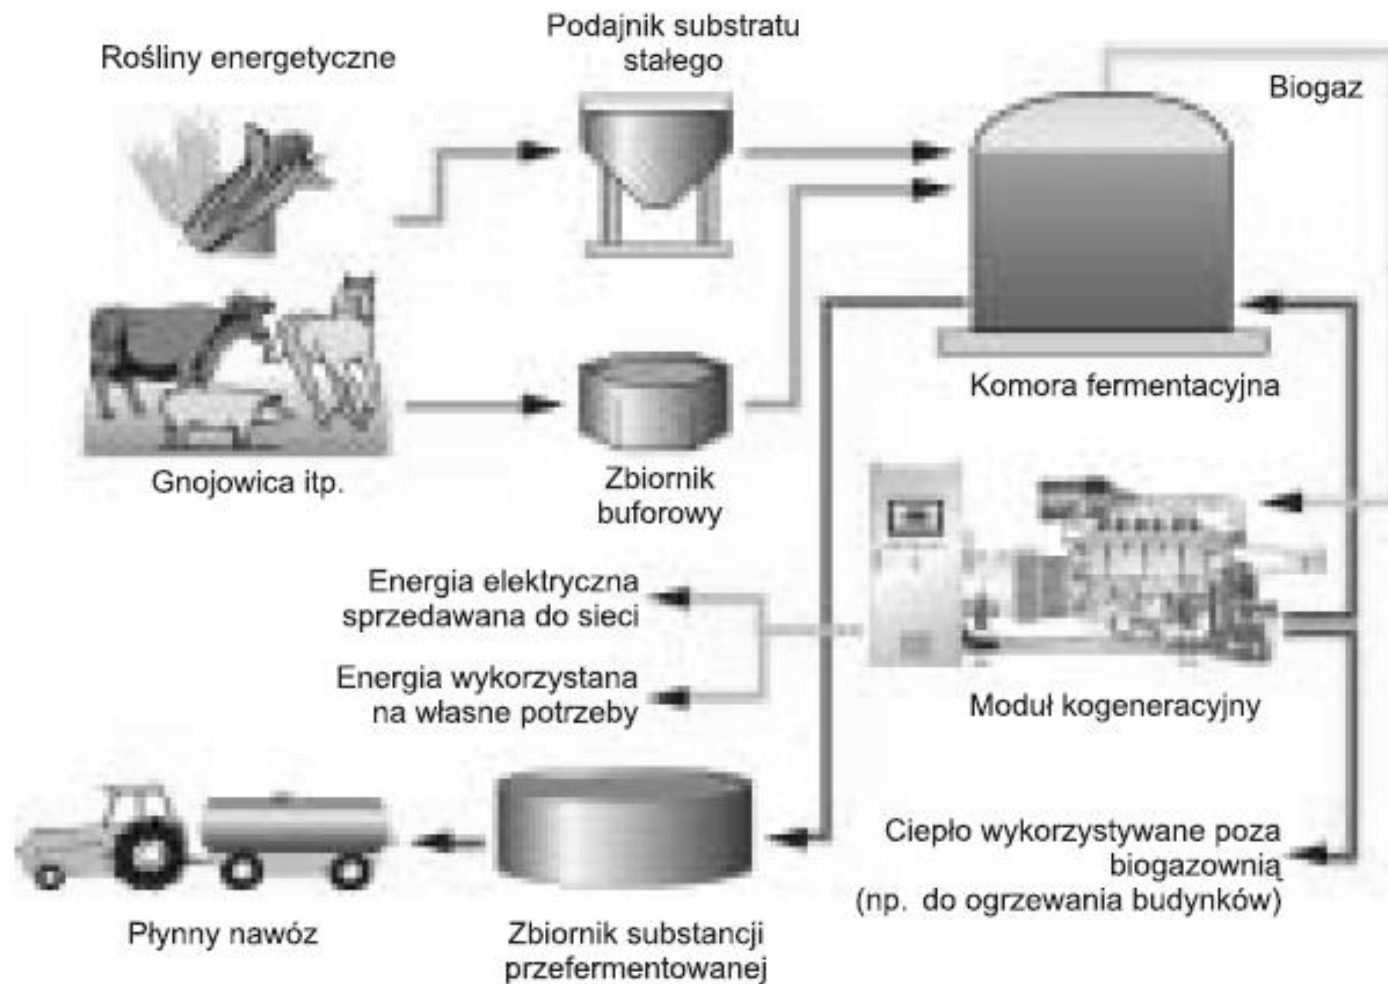 Rośliny energetyczne
Podajnik substratu
stałego
Biogaz
Komora fermentacyjna
Gnojowica itp.
Zbiornik
buforowy
Energia elektryczna
sprzedawana do sieci
Energia wykorzystana
na własne potrzeby
Moduł kogeneracyjny
Ciepło wykorzystywane poza
biogazownią
(np. do ogrzewania budynków)
Płynny nawóz
Zbiornik substancji
przefermentowanej